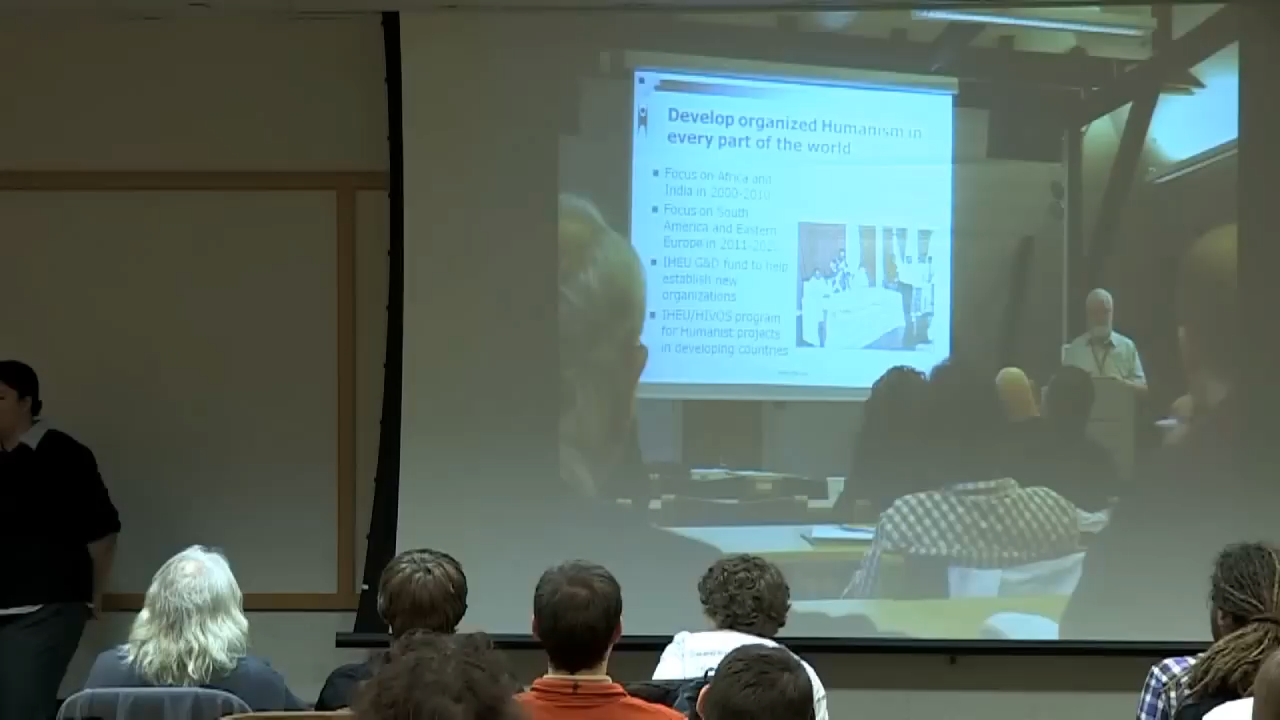 Develop organized Humanism in
every part of the world
Focus on Africa and
India in 2000-2010
Focus on South
America and Eastern
Europe in 2011-2020
IHEU G&D fund to help
establish new
organizations
IHEU/HIVOS program
for Humanist projects
in developing countries